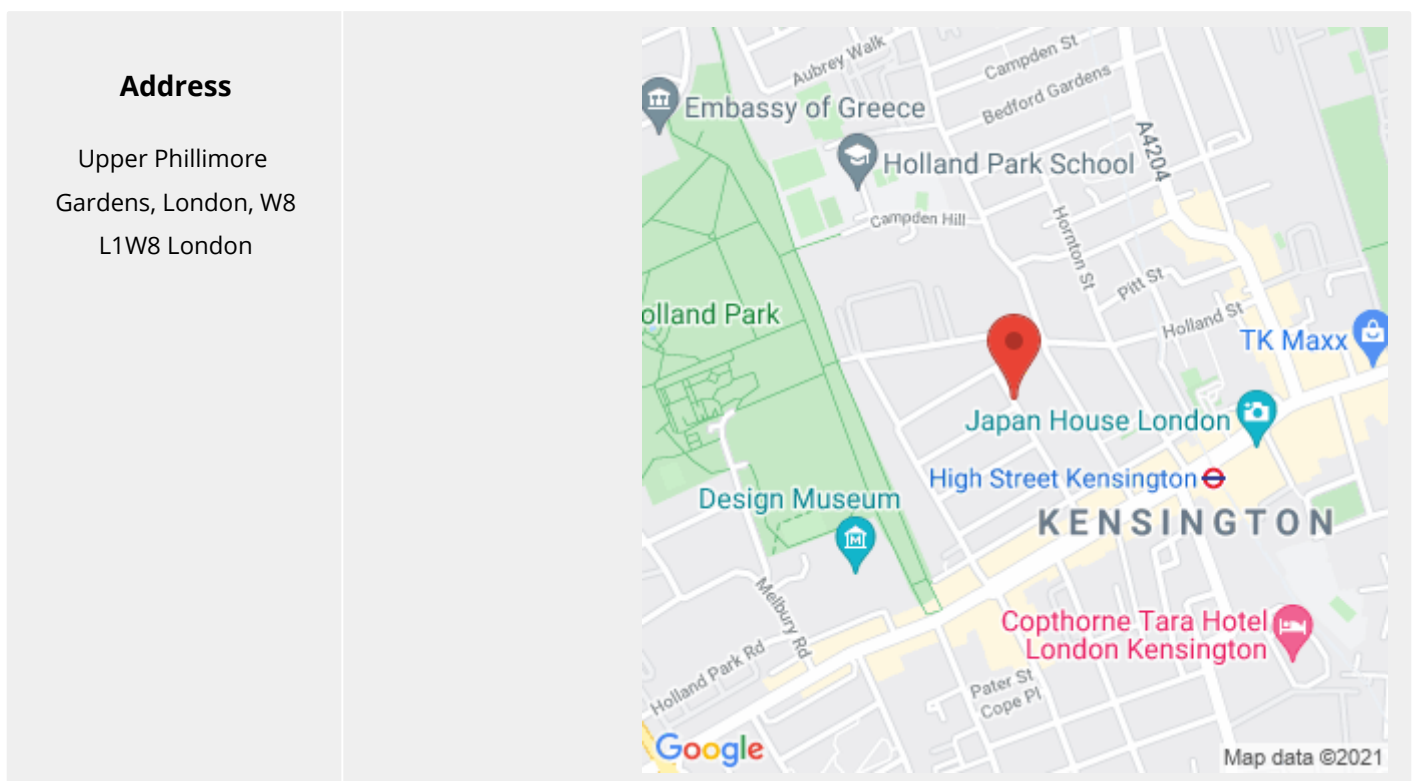 Address
Upper Phillimore
Gardens, London, W8
L1W8 London
Aubrey Walk
Campden St
Bedford Gardens
Embassy of Greece
A4204
Holland Park School
Campden Hill
Hornton St
Pitt St
olland Park
Holland St
TK Maxx
Japan House London
High Street Kensington
Design Museum
KENSINGTON
Melbury Rd
Copthorne Tara Hotel
London Kensington
Holland Park Rd
Pater St
Cope Pl
Google
Map data ©2021